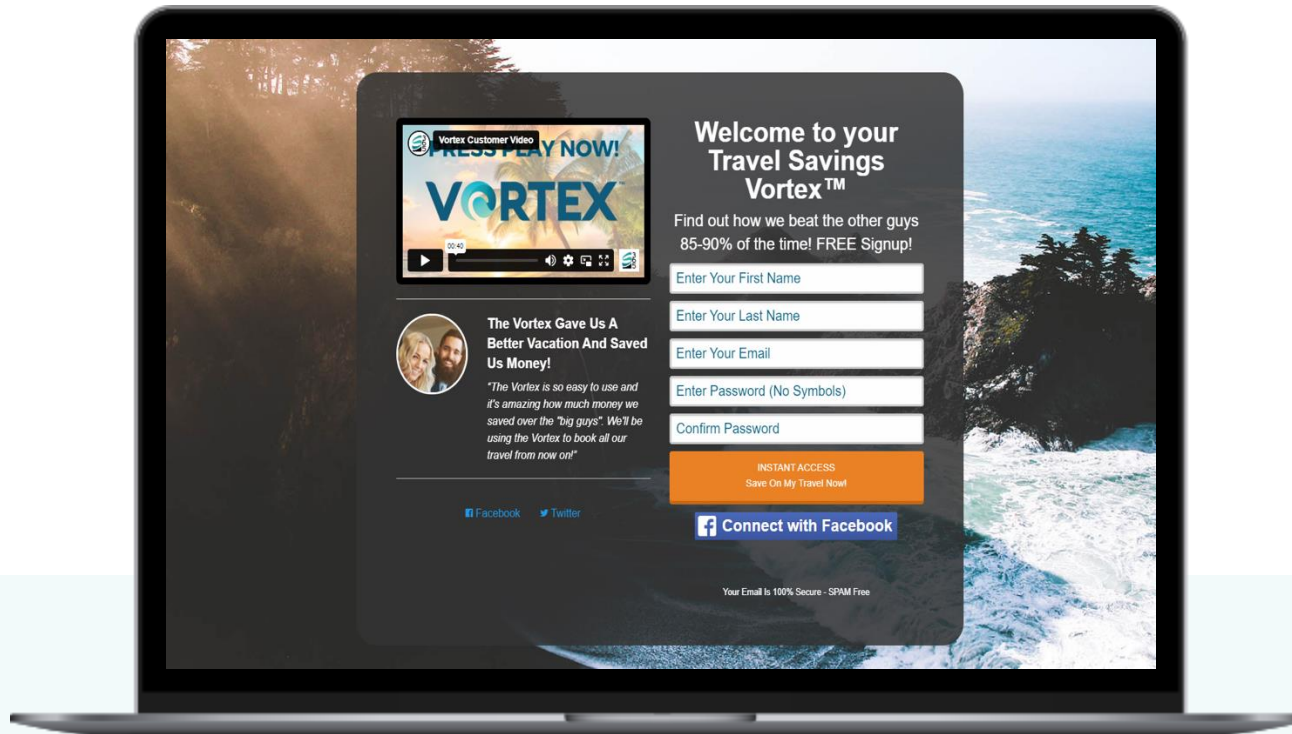 Vortex Customer Video
PRESS PLAY NOW!
VORTEX
00:40
The Vortex Gave Us A
Better Vacation And Saved
Us Money!
"The Vortex is so easy to use and
it's amazing how much money we
saved over the "big guys". We'll be
using the Vortex to book all our
travel from now on!"
Facebook
Twitter
Welcome to your
Travel Savings
Vortex™
Find out how we beat the other guys
85-90% of the time! FREE Signup!
Enter Your First Name
Enter Your Last Name
Enter Your Email
Enter Password (No Symbols)
Confirm Password
INSTANT ACCESS
Save On My Travel Now!
Connect with Facebook
Your Email Is 100% Secure - SPAM Free